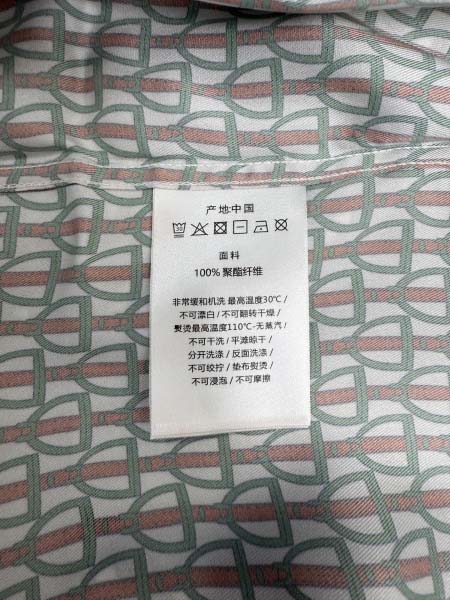 产地:中国
面料
100% 聚酯纤维
非常缓和机洗 最高温度30℃/
不可漂白/不可翻转干燥/
熨烫最高温度110℃-无蒸汽/
不可干洗/平滩晾干/
分开洗涤/反面洗涤/
不可绞拧/垫布熨烫/
不可浸泡/不可摩擦